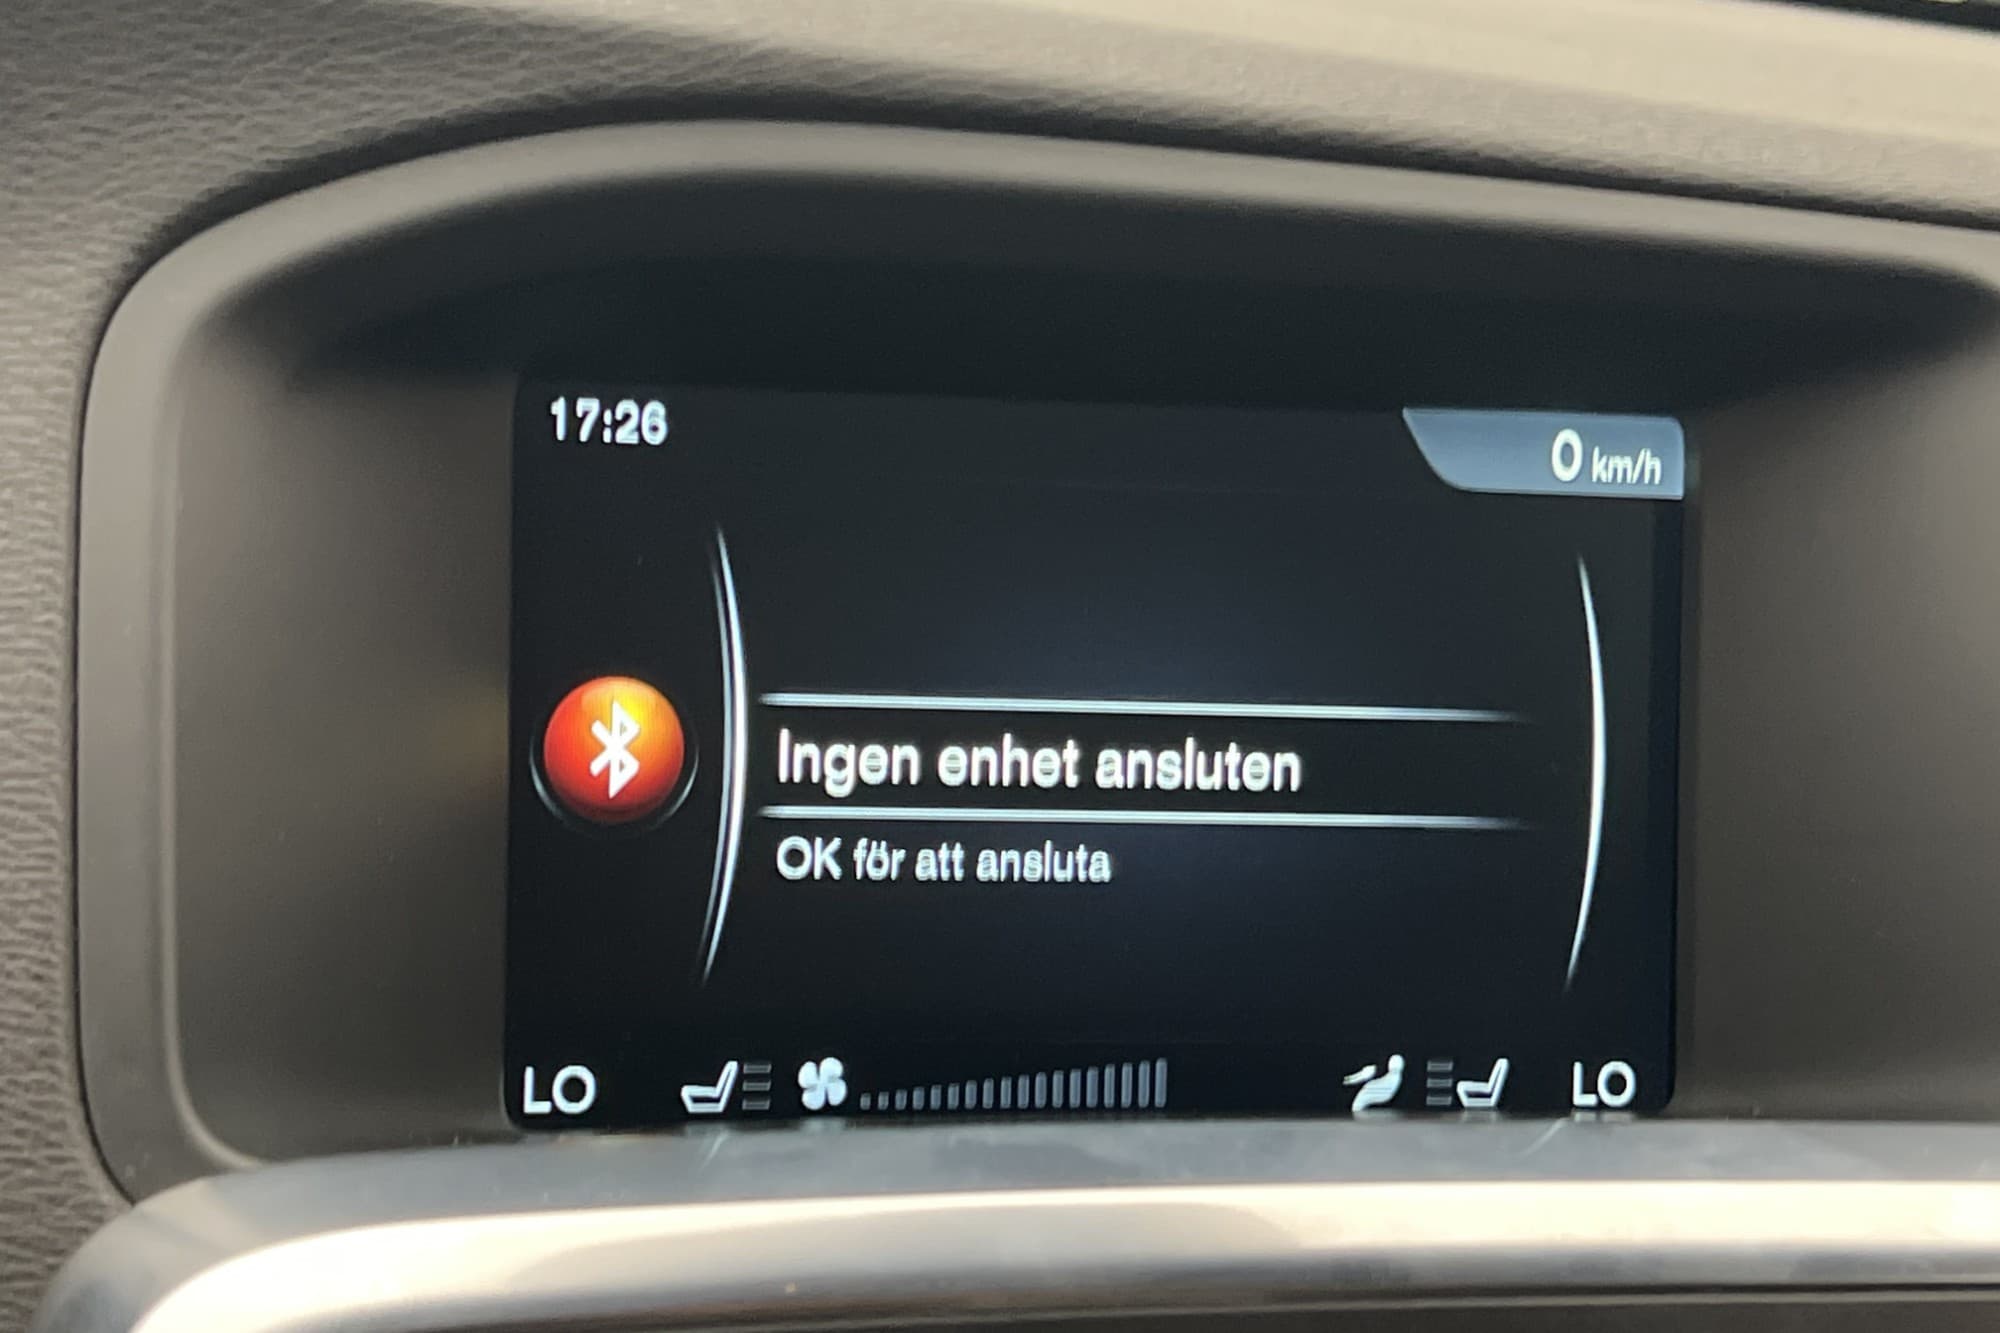 17:26
0 km/h
Ingen enhet ansluten
OK för att ansluta
LO
LO